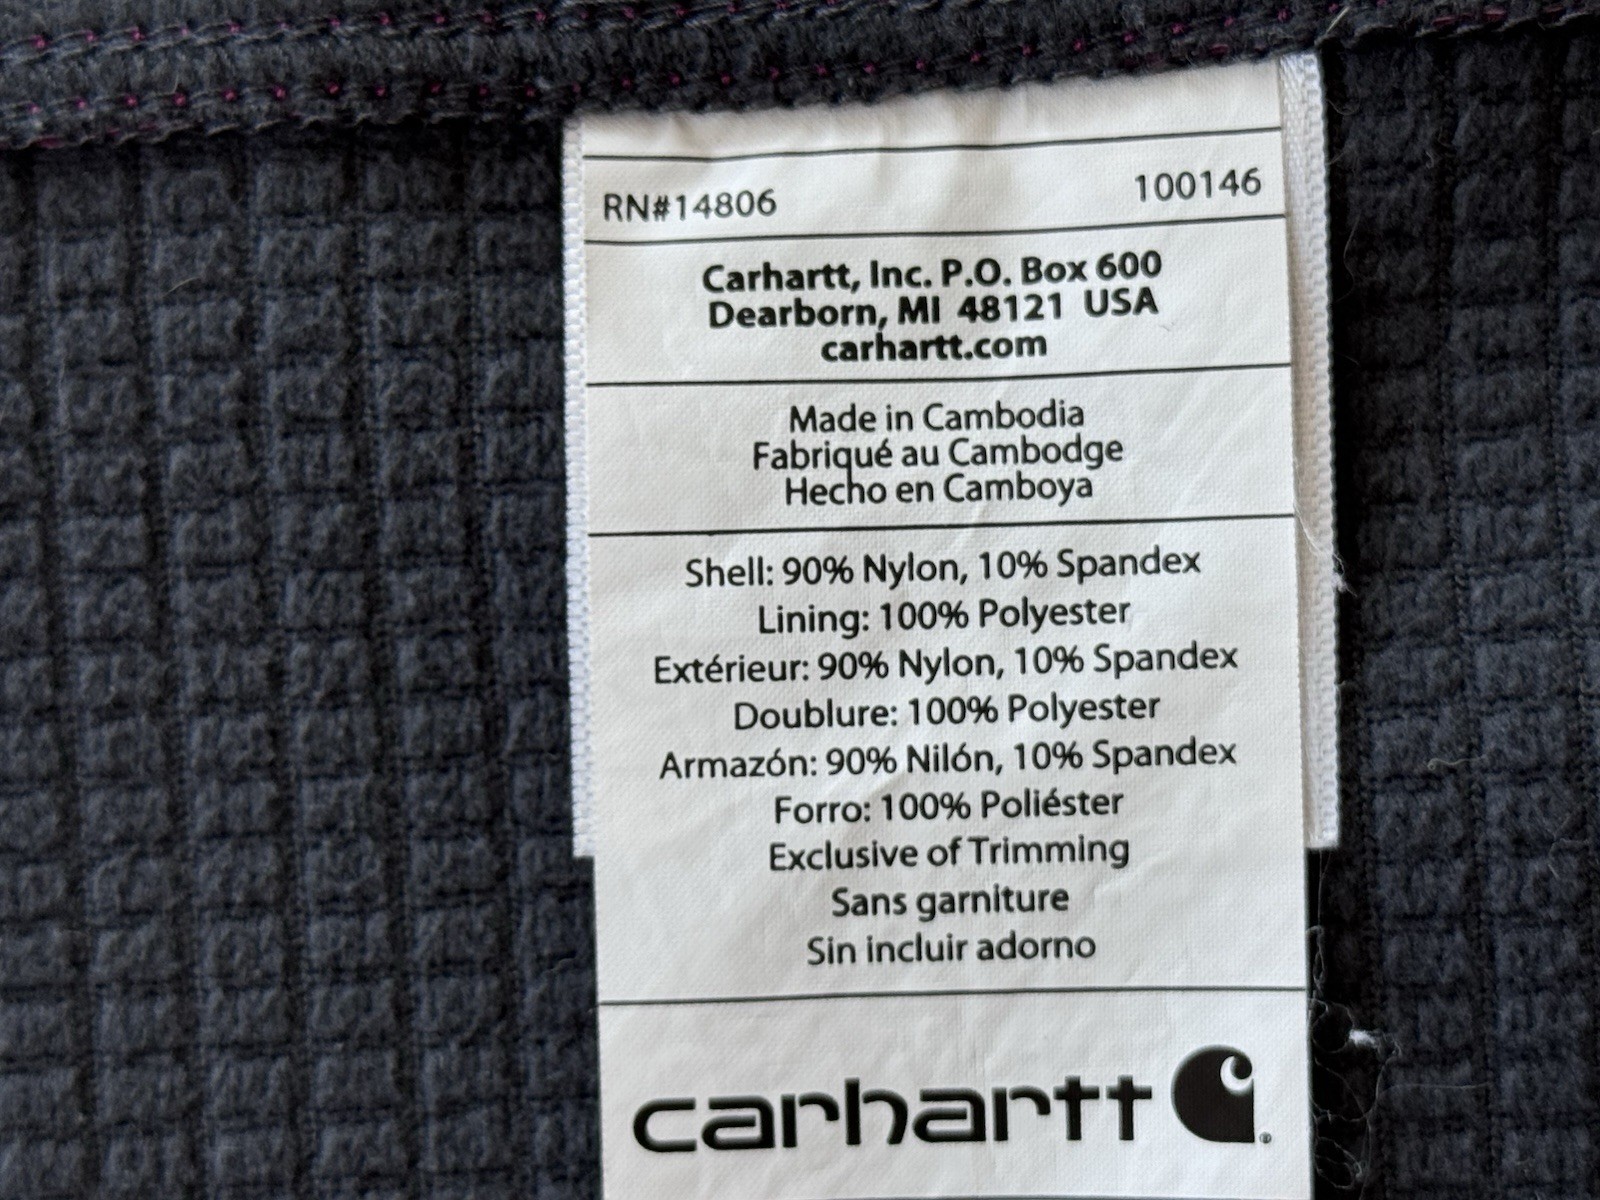 RN#14806 100146
Carhartt, Inc. P.O. Box 600
Dearborn, MI 48121 USA
carhartt.com
Made in Cambodia
Fabriqué au Cambodge
Hecho en Camboya
Shell: 90% Nylon, 10% Spandex
Lining: 100% Polyester
Extérieur: 90% Nylon, 10% Spandex
Doublure: 100% Polyester
Armazón: 90% Nilón, 10% Spandex
Forro: 100% Poliéster
Exclusive of Trimming
Sans garniture
Sin incluir adorno
carhartt